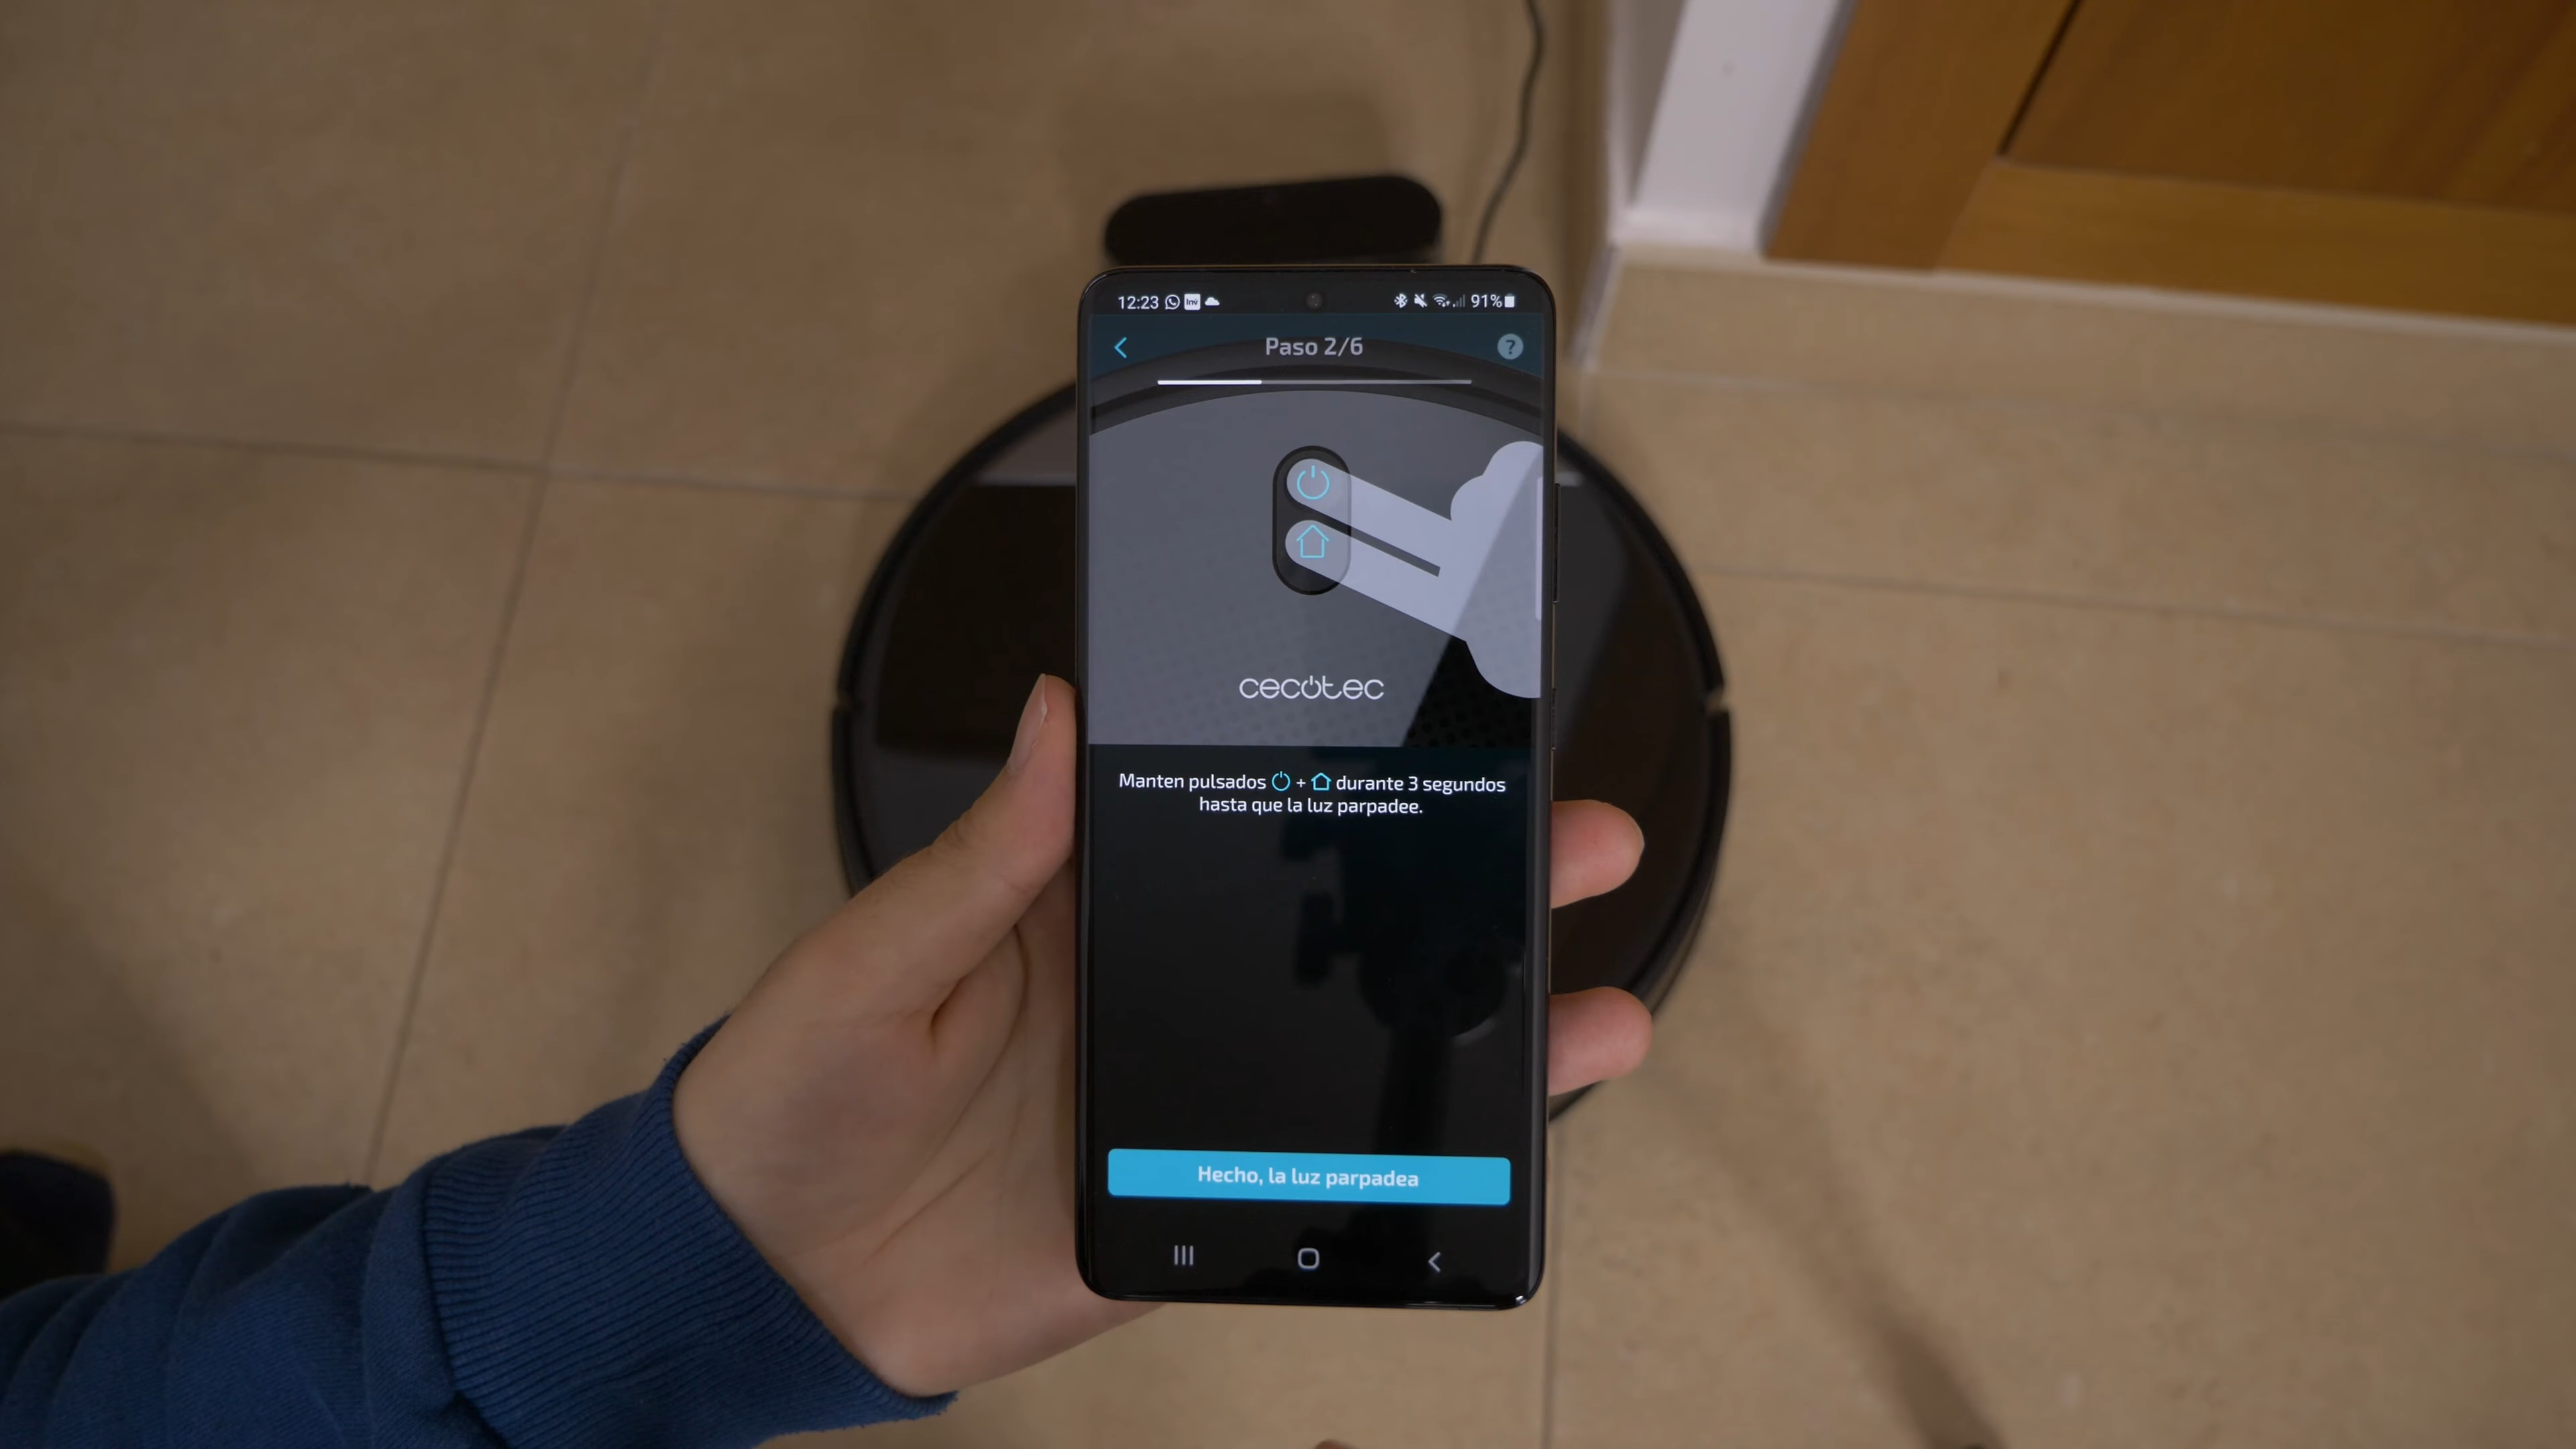 12:23
91%
Paso 2/6
?
cecotec
Manten pulsados + durante 3 segundos
hasta que la luz parpadee.
Hecho, la luz parpadea